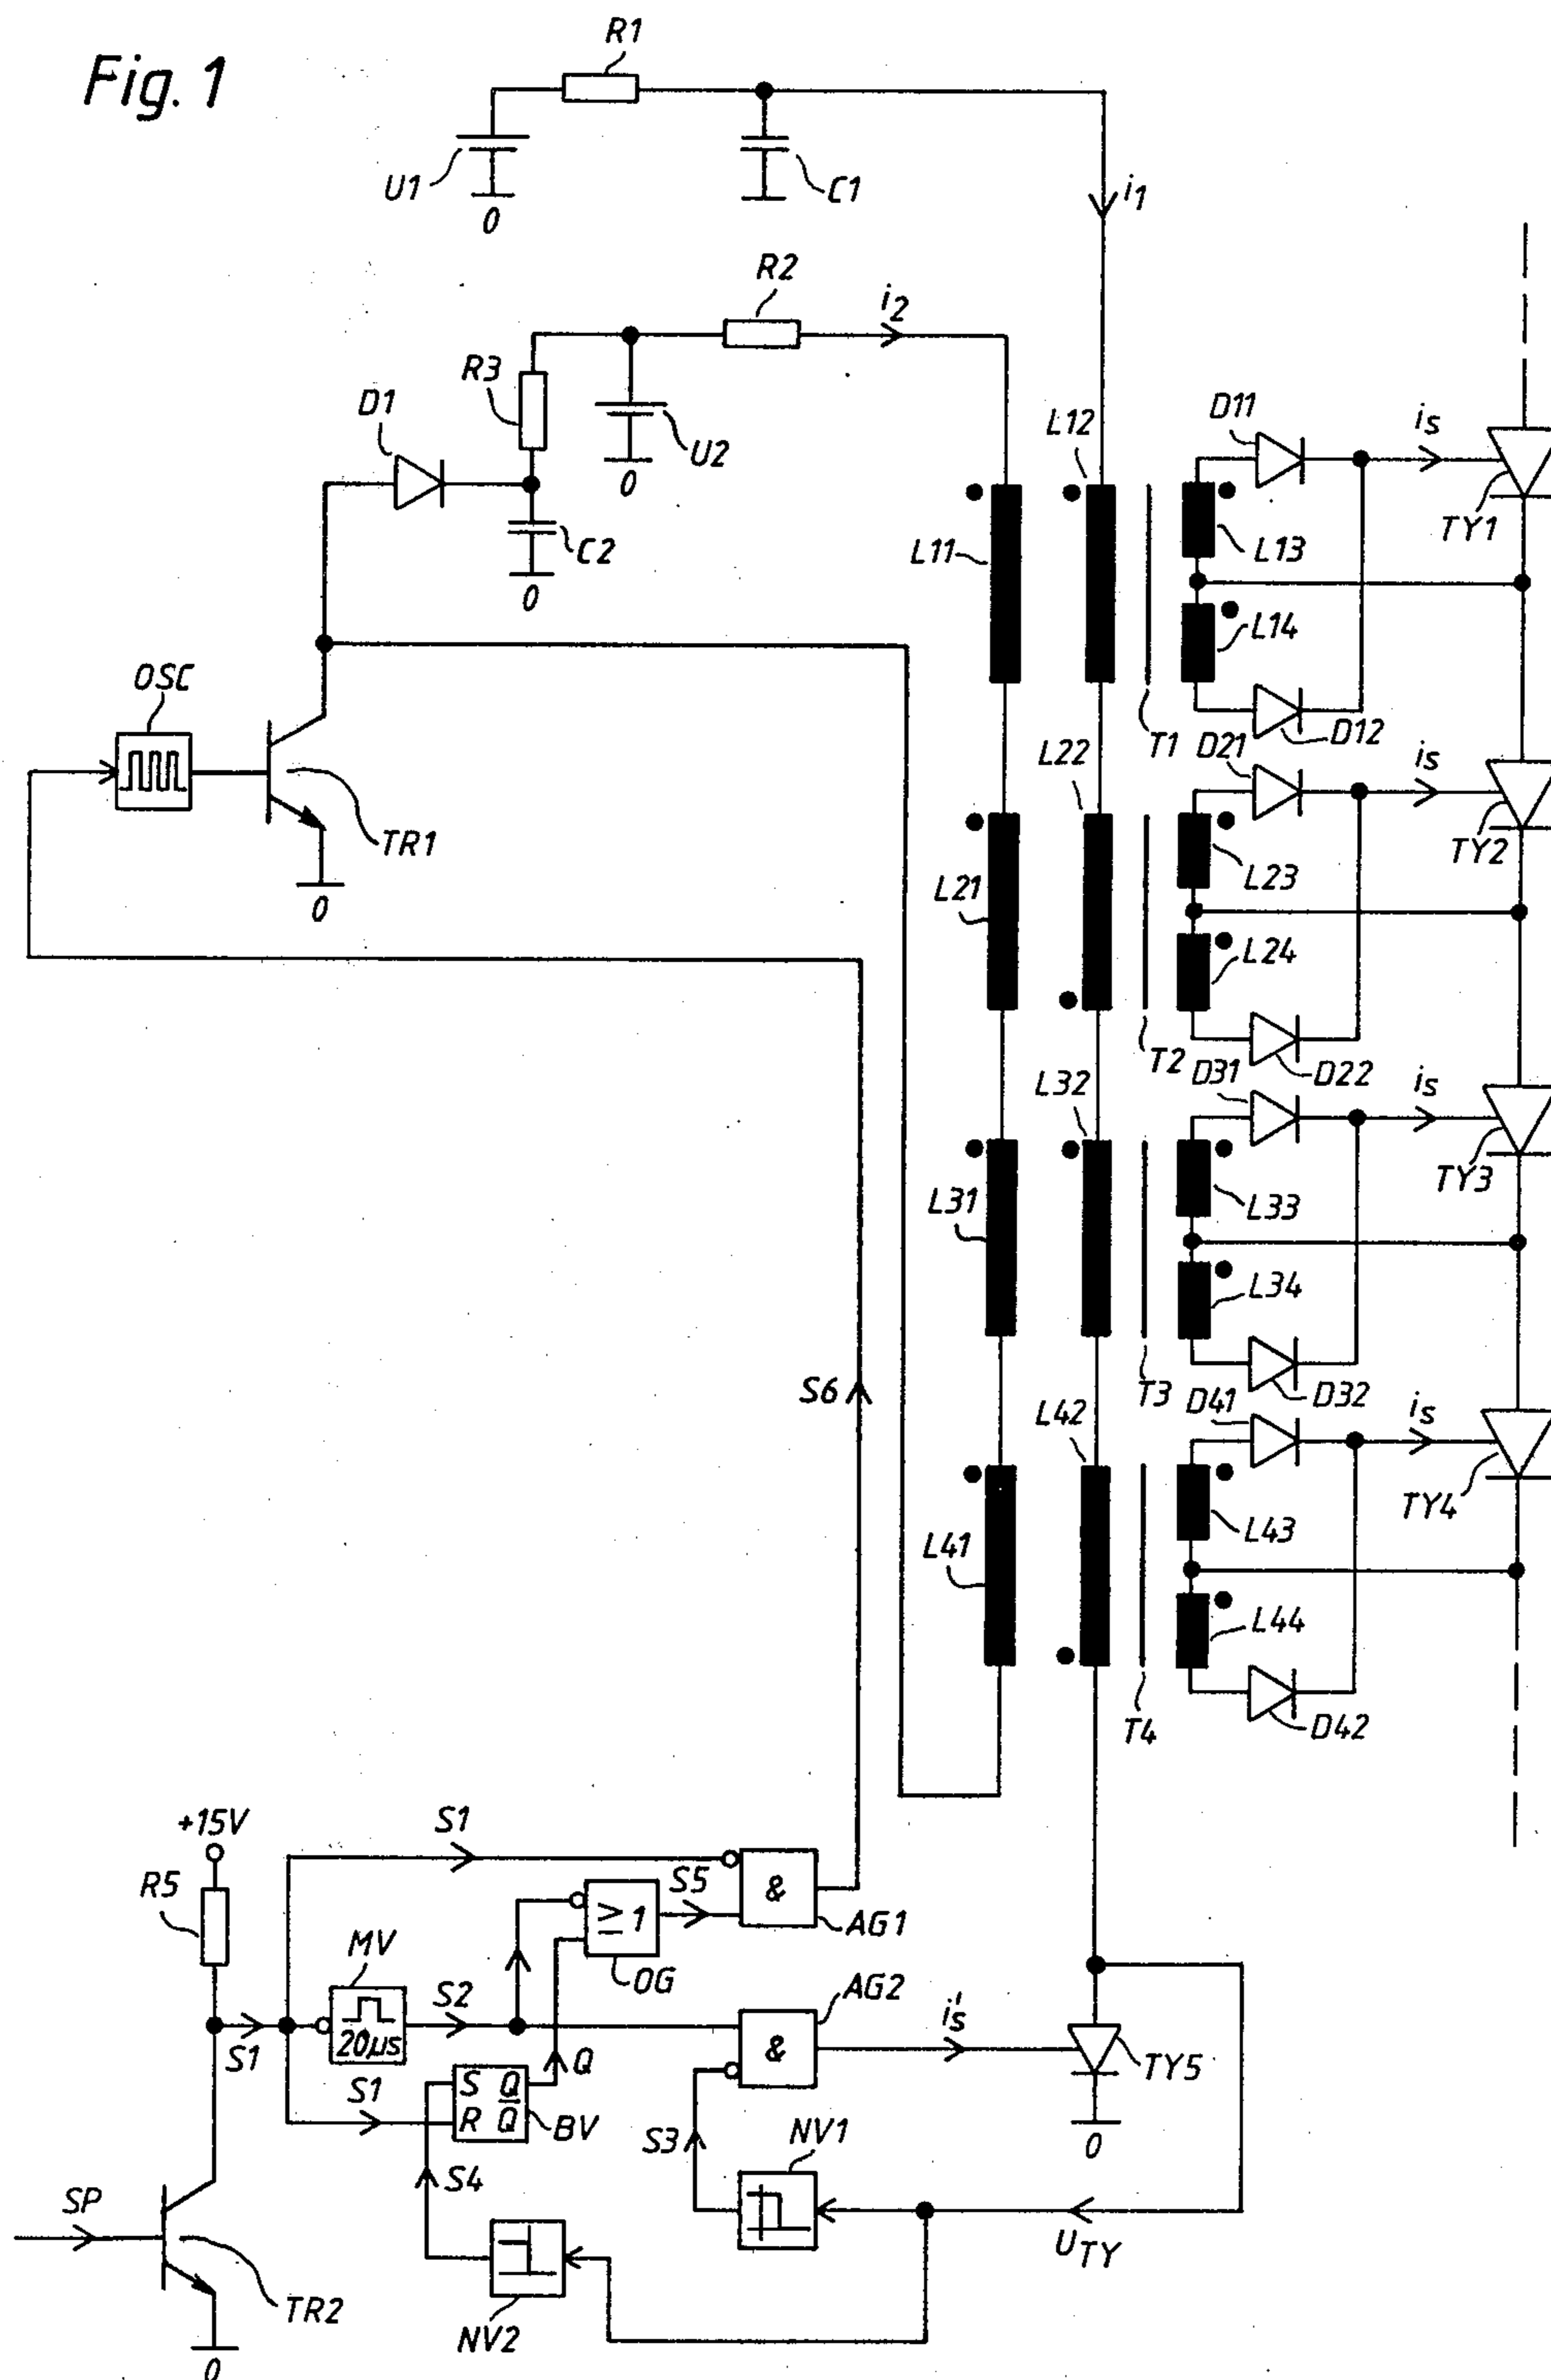 Fig. 1
R1
U1
0
C1
i1
R2
i2
R3
D1
U2
0
C2
0
L12
D11
is
TY1
L11
L13
L14
T1
D12
OSC
TR1
0
L22
D21
is
TY2
L21
L23
L24
T2
D22
L32
D31
is
TY3
L31
L33
L34
T3
D32
S6
L42
D41
is
TY4
L41
L43
L44
T4
D42
+15V
R5
S1
S1
MV
20µs
S2
S1
S Q
R Q̅
BV
Q
≥1
OG
S5
&
AG1
AG2
&
is'
TY5
0
S3
NV1
S4
NV2
UTY
SP
TR2
0